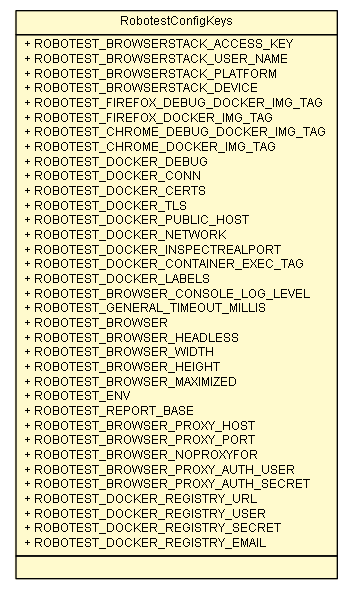 RobotestConfigKeys
+ ROBOTEST_BROWSERSTACK_ACCESS_KEY
+ ROBOTEST_BROWSERSTACK_USER_NAME
+ ROBOTEST_BROWSERSTACK_PLATFORM
+ ROBOTEST_BROWSERSTACK_DEVICE
+ ROBOTEST_FIREFOX_DEBUG_DOCKER_IMG_TAG
+ ROBOTEST_FIREFOX_DOCKER_IMG_TAG
+ ROBOTEST_CHROME_DEBUG_DOCKER_IMG_TAG
+ ROBOTEST_CHROME_DOCKER_IMG_TAG
+ ROBOTEST_DOCKER_DEBUG
+ ROBOTEST_DOCKER_CONN
+ ROBOTEST_DOCKER_CERTS
+ ROBOTEST_DOCKER_TLS
+ ROBOTEST_DOCKER_PUBLIC_HOST
+ ROBOTEST_DOCKER_NETWORK
+ ROBOTEST_DOCKER_INSPECTREALPORT
+ ROBOTEST_DOCKER_CONTAINER_EXEC_TAG
+ ROBOTEST_DOCKER_LABELS
+ ROBOTEST_BROWSER_CONSOLE_LOG_LEVEL
+ ROBOTEST_GENERAL_TIMEOUT_MILLIS
+ ROBOTEST_BROWSER
+ ROBOTEST_BROWSER_HEADLESS
+ ROBOTEST_BROWSER_WIDTH
+ ROBOTEST_BROWSER_HEIGHT
+ ROBOTEST_BROWSER_MAXIMIZED
+ ROBOTEST_ENV
+ ROBOTEST_REPORT_BASE
+ ROBOTEST_BROWSER_PROXY_HOST
+ ROBOTEST_BROWSER_PROXY_PORT
+ ROBOTEST_BROWSER_NOPROXYFOR
+ ROBOTEST_BROWSER_PROXY_AUTH_USER
+ ROBOTEST_BROWSER_PROXY_AUTH_SECRET
+ ROBOTEST_DOCKER_REGISTRY_URL
+ ROBOTEST_DOCKER_REGISTRY_USER
+ ROBOTEST_DOCKER_REGISTRY_SECRET
+ ROBOTEST_DOCKER_REGISTRY_EMAIL